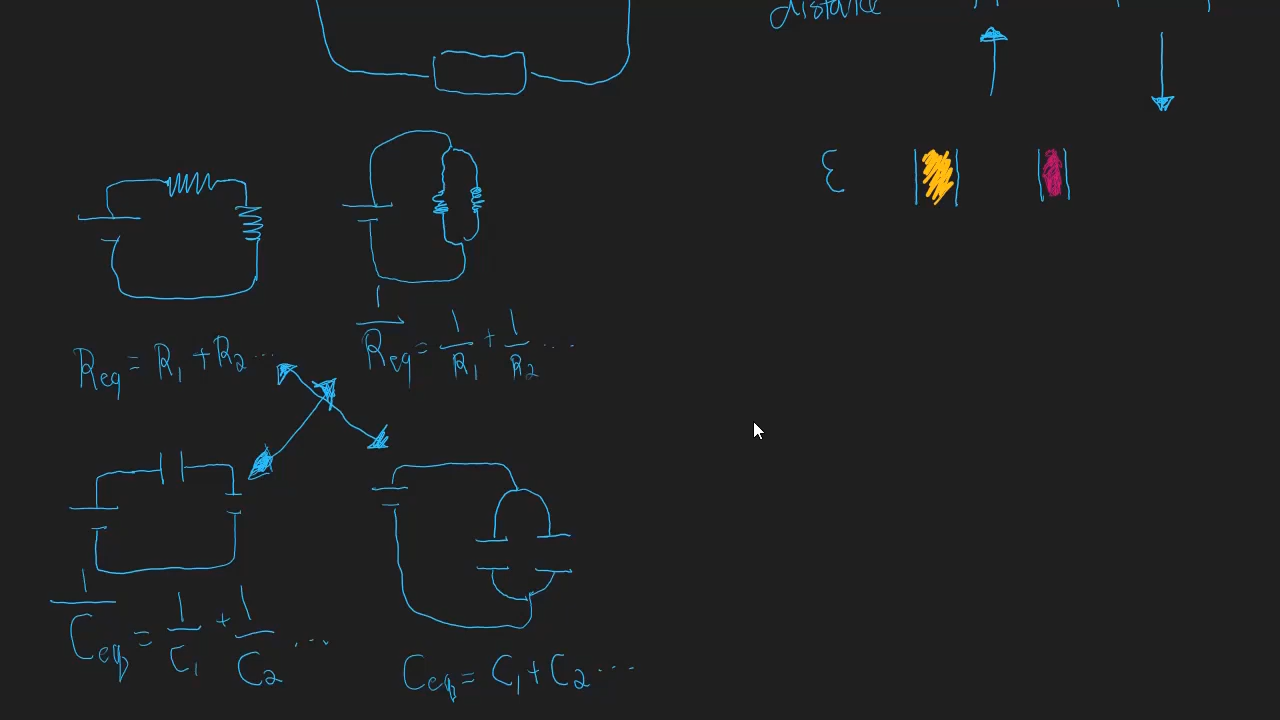 distance
ε
Req = R₁ + R₂ ...
1/Req = 1/R₁ + 1/R₂ ...
1/Ceq = 1/C₁ + 1/C₂ ...
Ceq = C₁ + C₂ ...